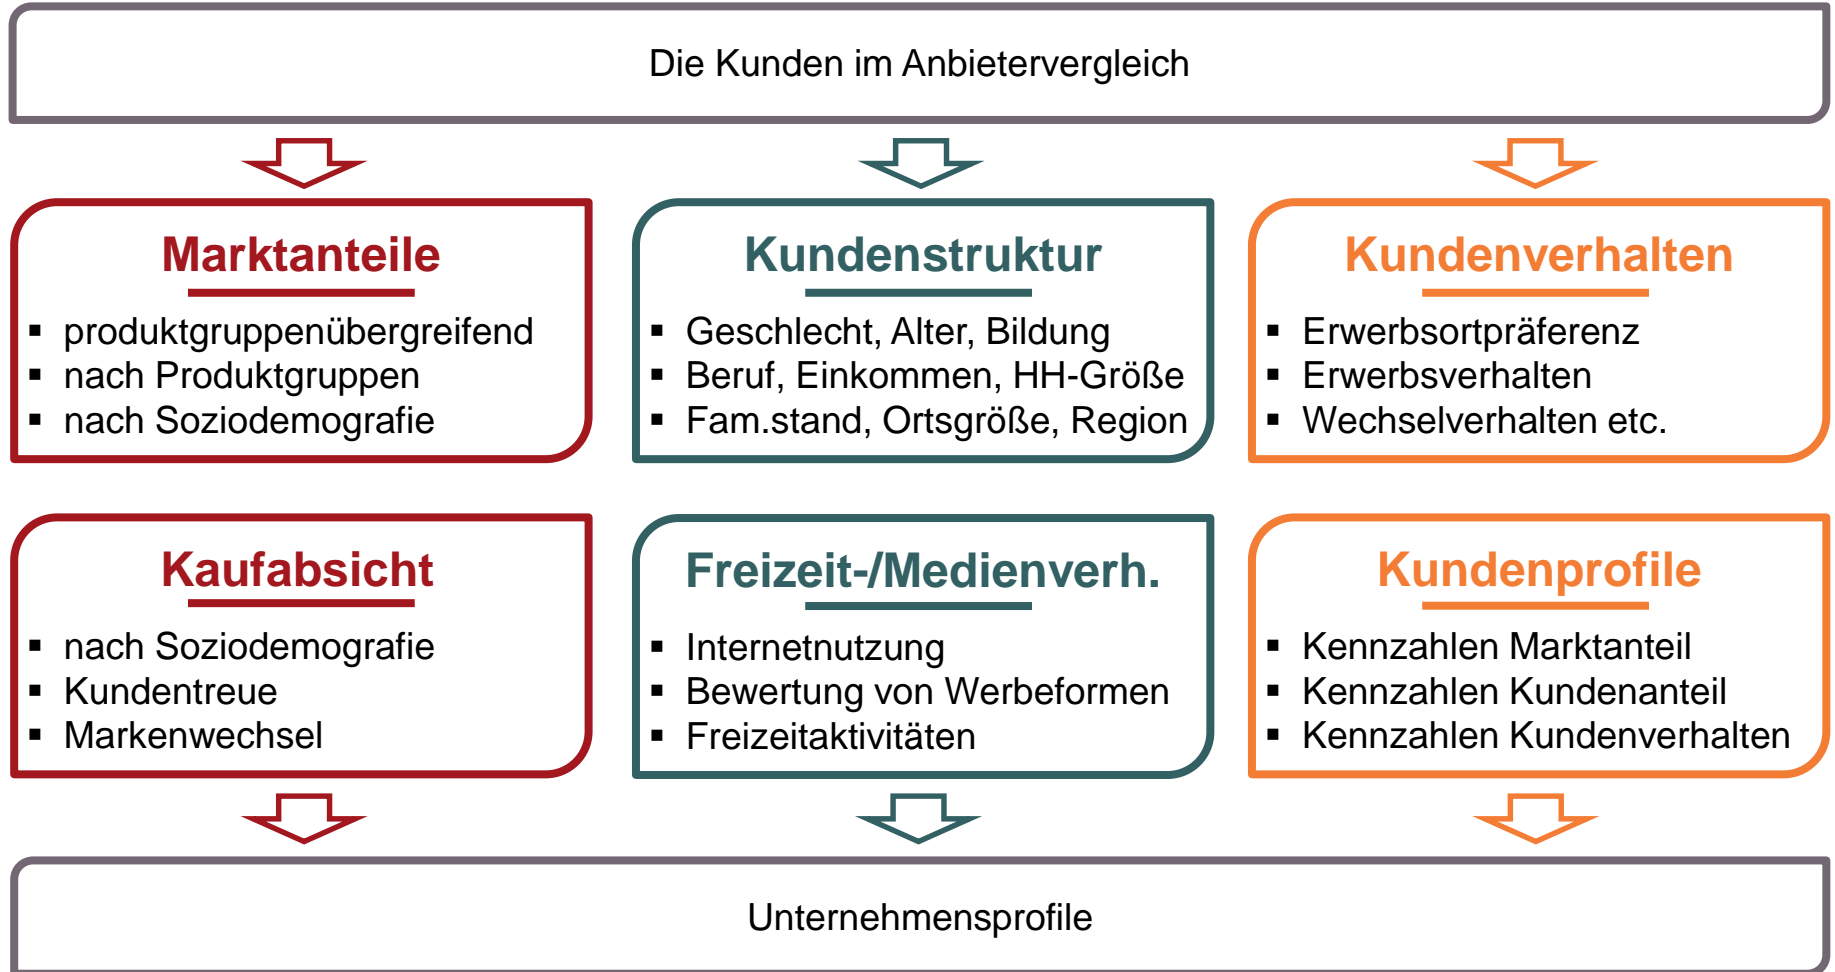 Die Kunden im Anbietervergleich
Marktanteile
▪ produktgruppenübergreifend
▪ nach Produktgruppen
▪ nach Soziodemografie
Kundenstruktur
▪ Geschlecht, Alter, Bildung
▪ Beruf, Einkommen, HH-Größe
▪ Fam.stand, Ortsgröße, Region
Kundenverhalten
▪ Erwerbsortpräferenz
▪ Erwerbsverhalten
▪ Wechselverhalten etc.
Kaufabsicht
▪ nach Soziodemografie
▪ Kundentreue
▪ Markenwechsel
Freizeit-/Medienverh.
▪ Internetnutzung
▪ Bewertung von Werbeformen
▪ Freizeitaktivitäten
Kundenprofile
▪ Kennzahlen Marktanteil
▪ Kennzahlen Kundenanteil
▪ Kennzahlen Kundenverhalten
Unternehmensprofile